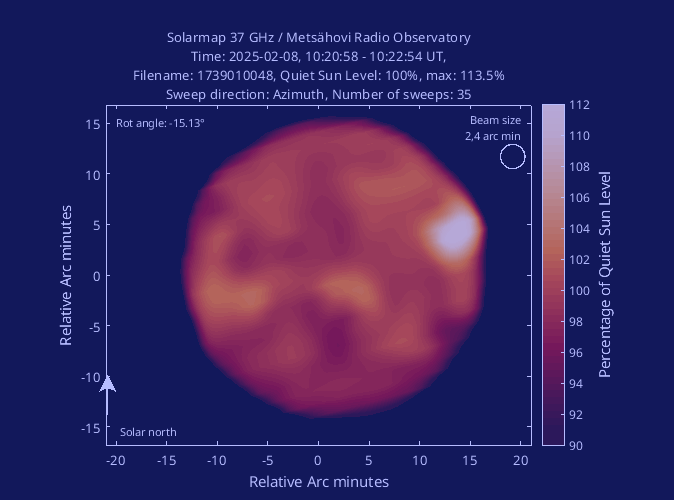 Solarmap 37 GHz / Metsähovi Radio Observatory
Time: 2025-02-08, 10:20:58 - 10:22:54 UT,
Filename: 1739010048, Quiet Sun Level: 100%, max: 113.5%
Sweep direction: Azimuth, Number of sweeps: 35
Rot angle: -15.13°
Beam size
2,4 arc min
Solar north
Relative Arc minutes
15
10
5
0
-5
-10
-15
-20
-15
-10
-5
0
5
10
15
20
Relative Arc minutes
112
110
108
106
104
102
100
98
96
94
92
90
Percentage of Quiet Sun Level